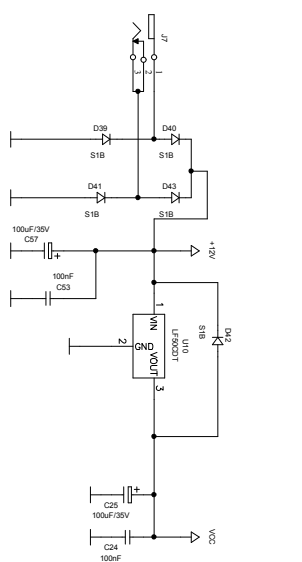 J7
3
2
1
D39
D40
S1B
S1B
D41
D43
S1B
S1B
100uF/35V
C57
+12V
100nF
C53
1
VIN
U10
LF50CDT
2
GND
VOUT
3
D42
S1B
C25
100uF/35V
VCC
C24
100nF